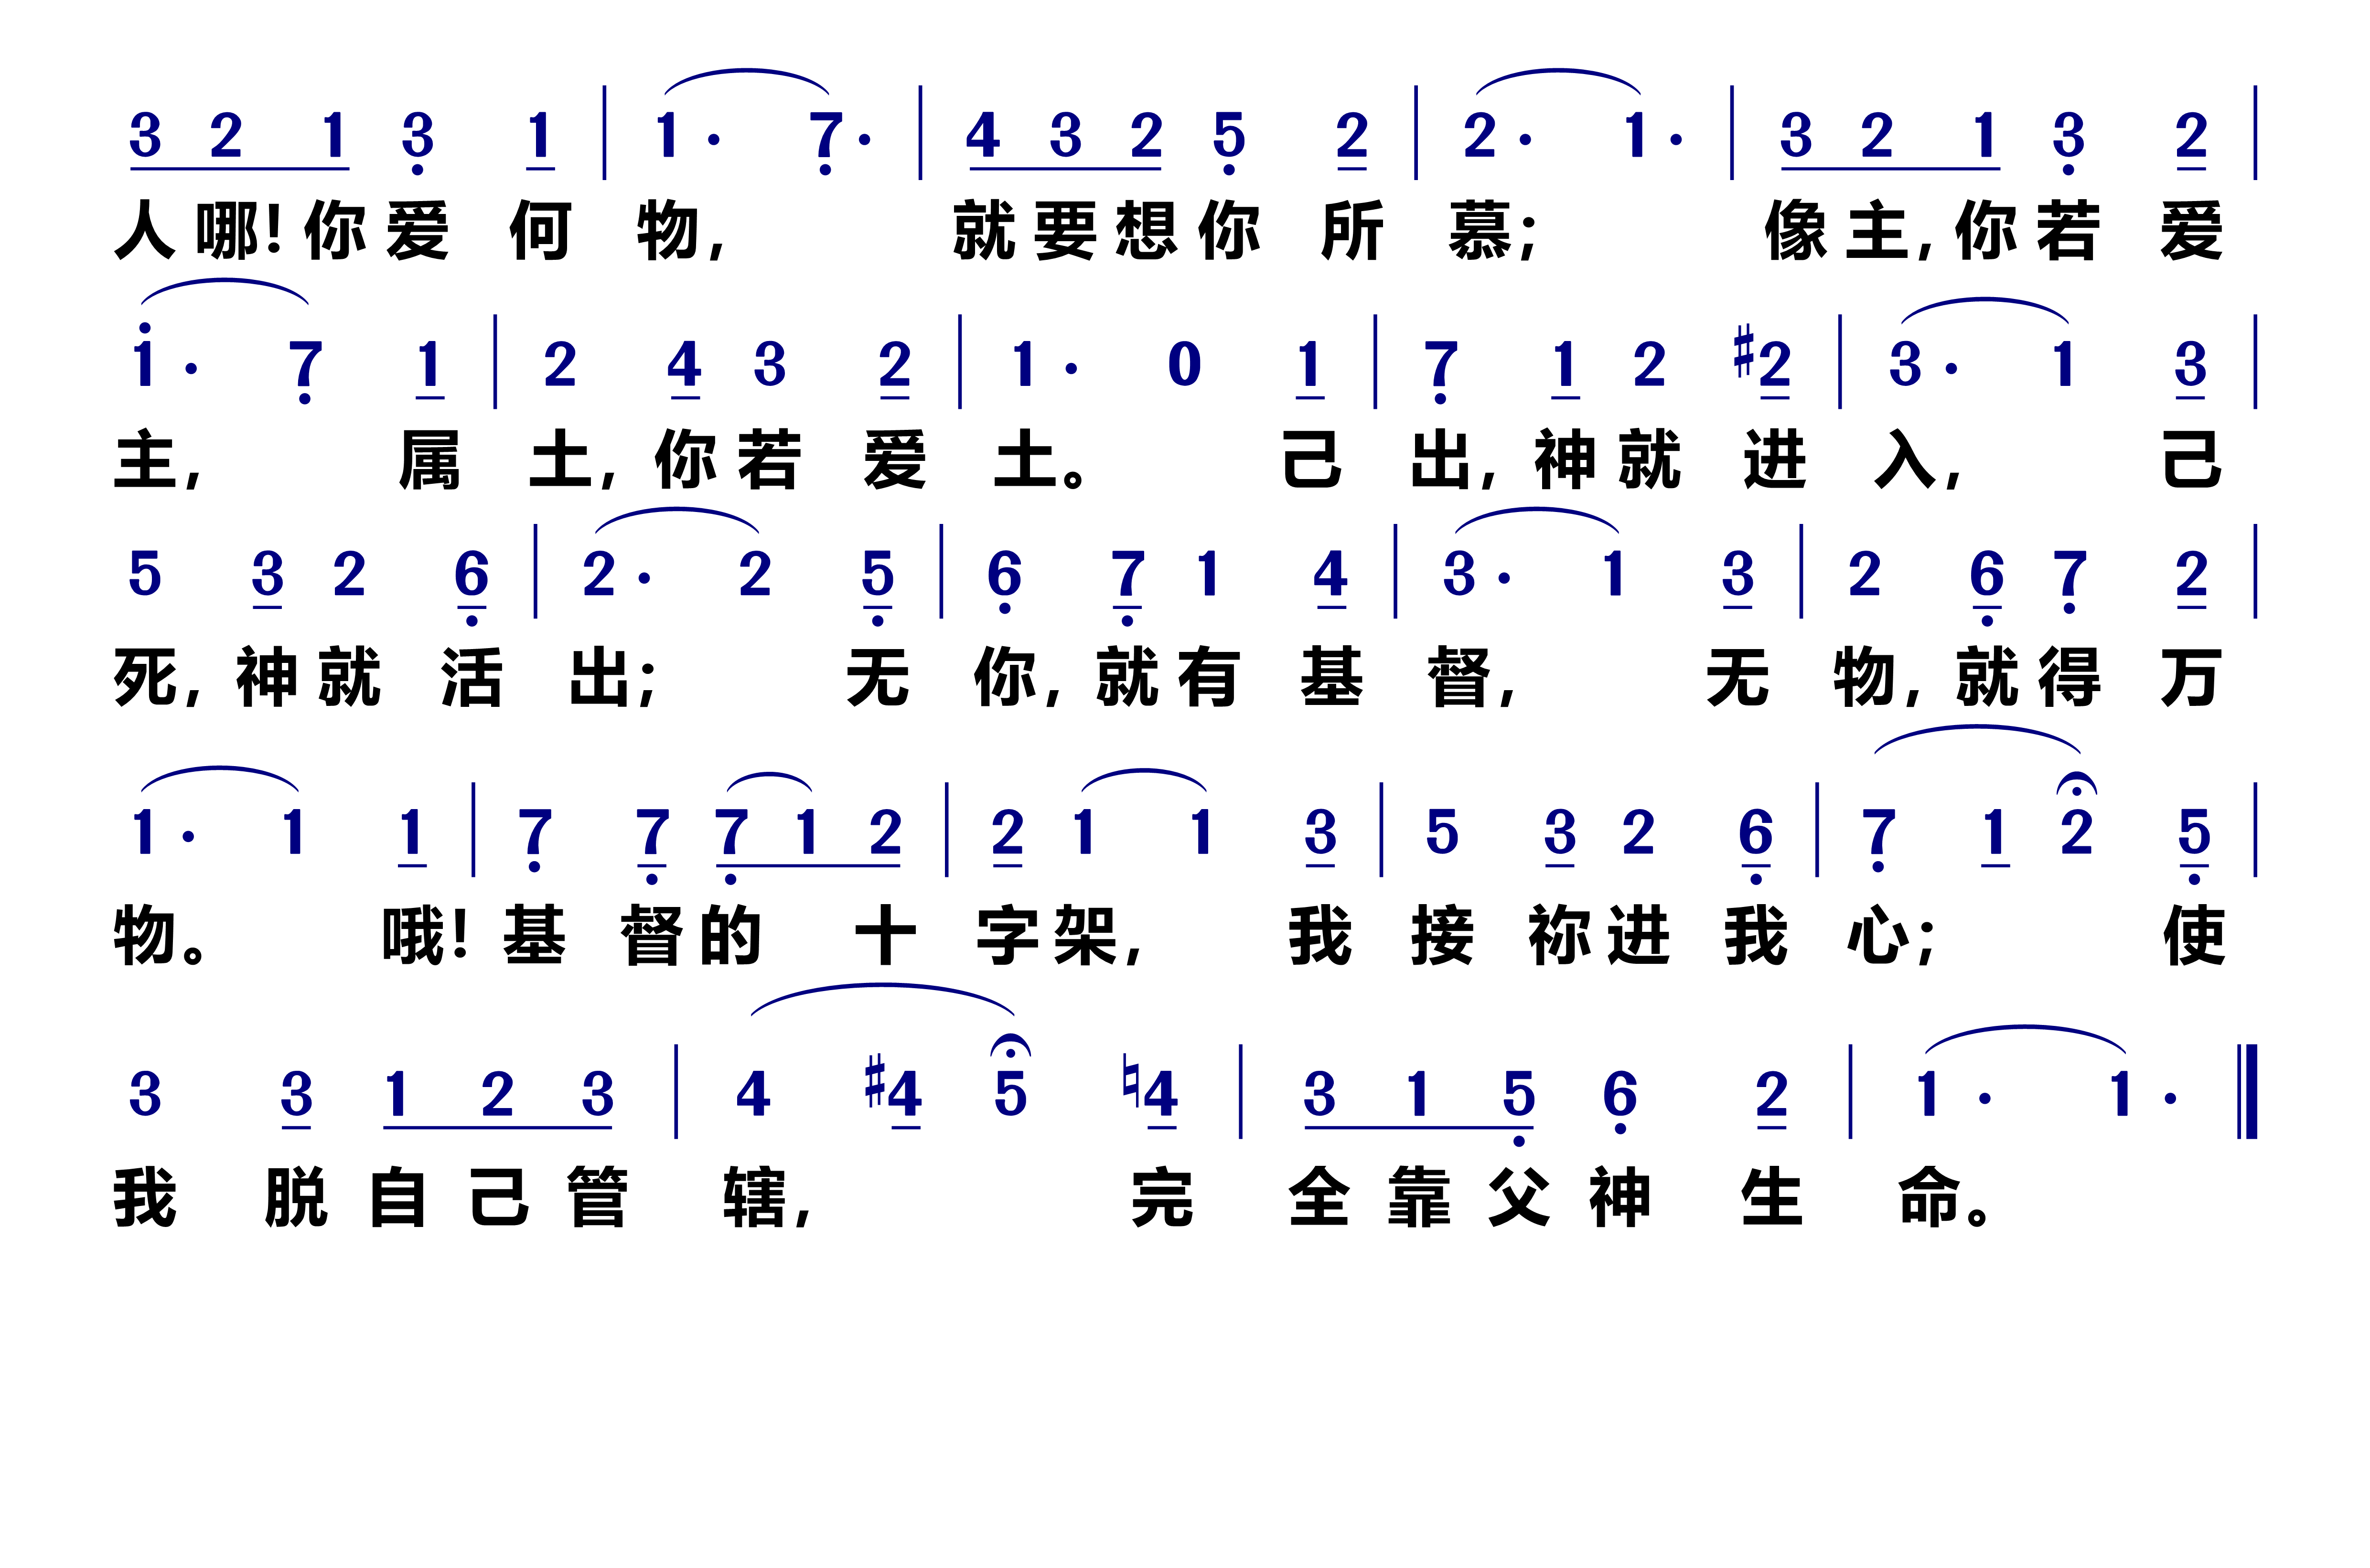 3 2 1 3 1 | 1 · 7 · | 4 3 2 5 2 | 2 · 1 · | 3 2 1 3 2 |
人哪!你爱何物,就要想你所慕;像主,你若爱
1 · 7 1 | 2 4 3 2 | 1 · 0 1 | 7 1 2 #2 | 3 · 1 3 |
主,属土,你若爱土。己出,神就进入,己
5 3 2 6 | 2 · 2 5 | 6 7 1 4 | 3 · 1 3 | 2 6 7 2 |
死,神就活出;无你,就有基督,无物,就得万
1 · 1 1 | 7 7 7 1 2 | 2 1 1 3 | 5 3 2 6 | 7 1 2 5 |
物。哦!基督的十字架,我接祢进我心;使
3 3 1 2 3 | 4 #4 5 ♮4 | 3 1 5 6 2 | 1 · 1 ·
我脱自己管辖,完全靠父神生命。